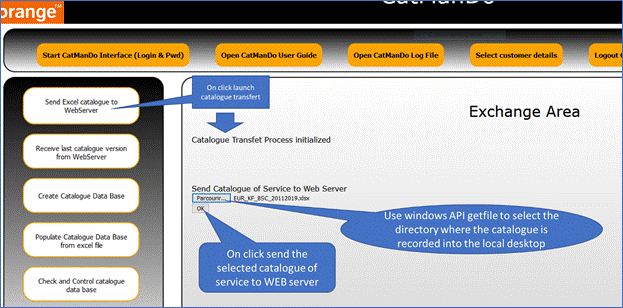 orange™
CatManDo
Start CatManDo Interface (Login & Pwd)
Open CatManDo User Guide
Open CatManDo Log File
Select customer details
Logout
Send Excel catalogue to
WebServer
On click launch
catalogue transfert
Exchange Area
Catalogue Transfet Process initialized
Receive last catalogue version
from WebServer
Create Catalogue Data Base
Send Catalogue of Service to Web Server
Parcourir... EUR_KF_BSC_20112019.xlsx
OK
Use windows API getfile to select the
directory where the catalogue is
recorded into the local desktop
Populate Catalogue Data Base
from excel file
On click send the
selected catalogue of
service to WEB server
Check and Control catalogue
data base